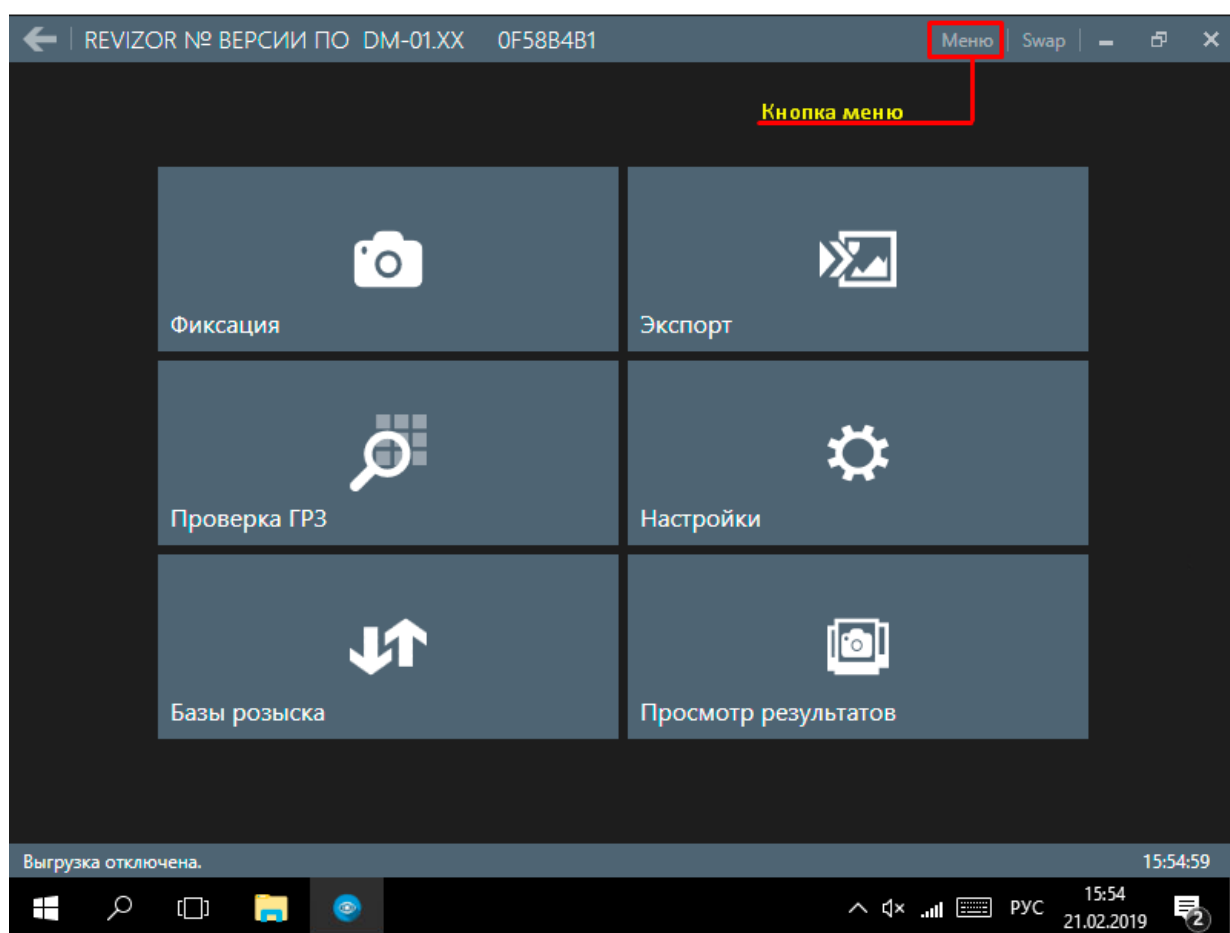 REVIZOR № ВЕРСИИ ПО DM-01.XX 0F58B4B1 Меню Swap
Кнопка меню
Фиксация Экспорт
Проверка ГРЗ Настройки
Базы розыска Просмотр результатов
Выгрузка отключена. 15:54:59
РУС 15:54
21.02.2019 2